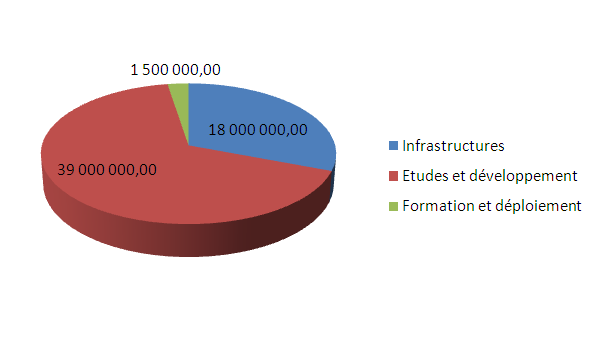 1 500 000,00
18 000 000,00
39 000 000,00
Infrastructures
Etudes et développement
Formation et déploiement